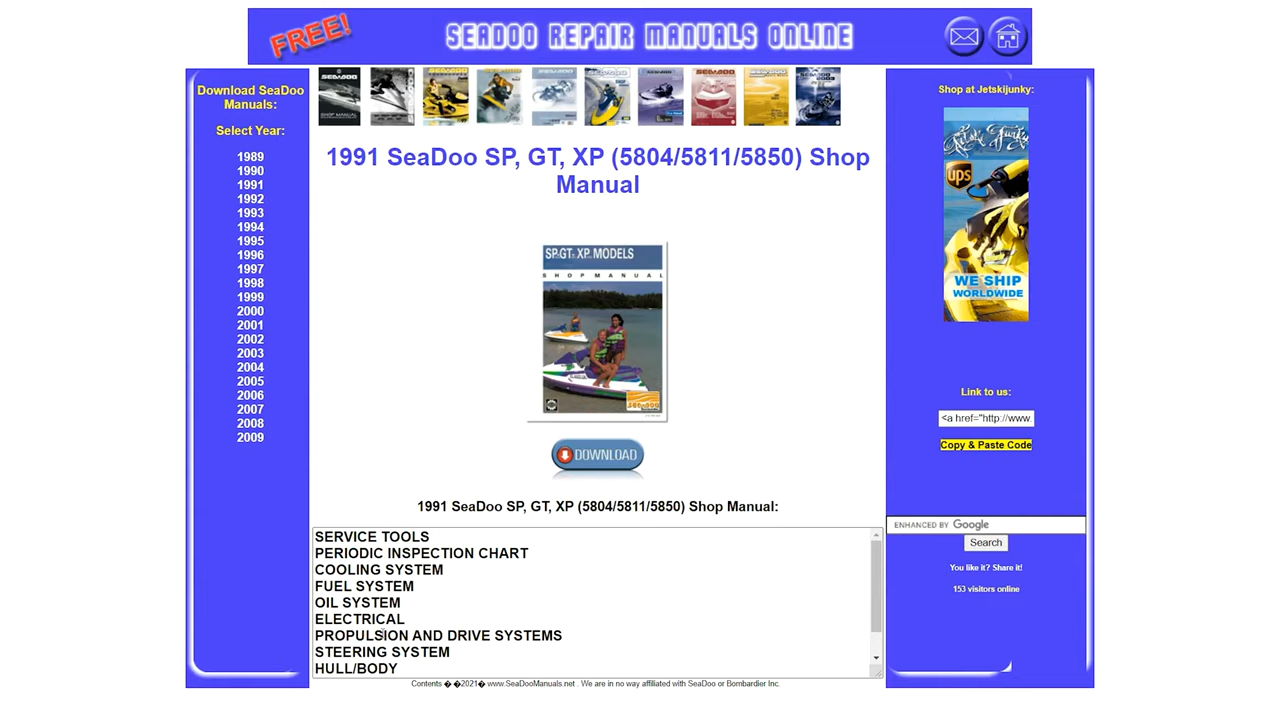 FREE!
SEADOO REPAIR MANUALS ONLINE
Download SeaDoo
Manuals:
Select Year:
1989
1990
1991
1992
1993
1994
1995
1996
1997
1998
1999
2000
2001
2002
2003
2004
2005
2006
2007
2008
2009
1991 SeaDoo SP, GT, XP (5804/5811/5850) Shop
Manual
SP, GT, XP, MODELS
SHOP MANUAL
DOWNLOAD
1991 SeaDoo SP, GT, XP (5804/5811/5850) Shop Manual:
SERVICE TOOLS
PERIODIC INSPECTION CHART
COOLING SYSTEM
FUEL SYSTEM
OIL SYSTEM
ELECTRICAL
PROPULSION AND DRIVE SYSTEMS
STEERING SYSTEM
HULL/BODY
Contents � �2021� www.SeaDooManuals.net . We are in no way affiliated with SeaDoo or Bombardier Inc.
Shop at Jetskijunky:
Jetski Junky
ups
WE SHIP
WORLDWIDE
Link to us:
<a href="http://www.
Copy & Paste Code
ENHANCED BY Google
Search
You like it? Share it!
153 visitors online